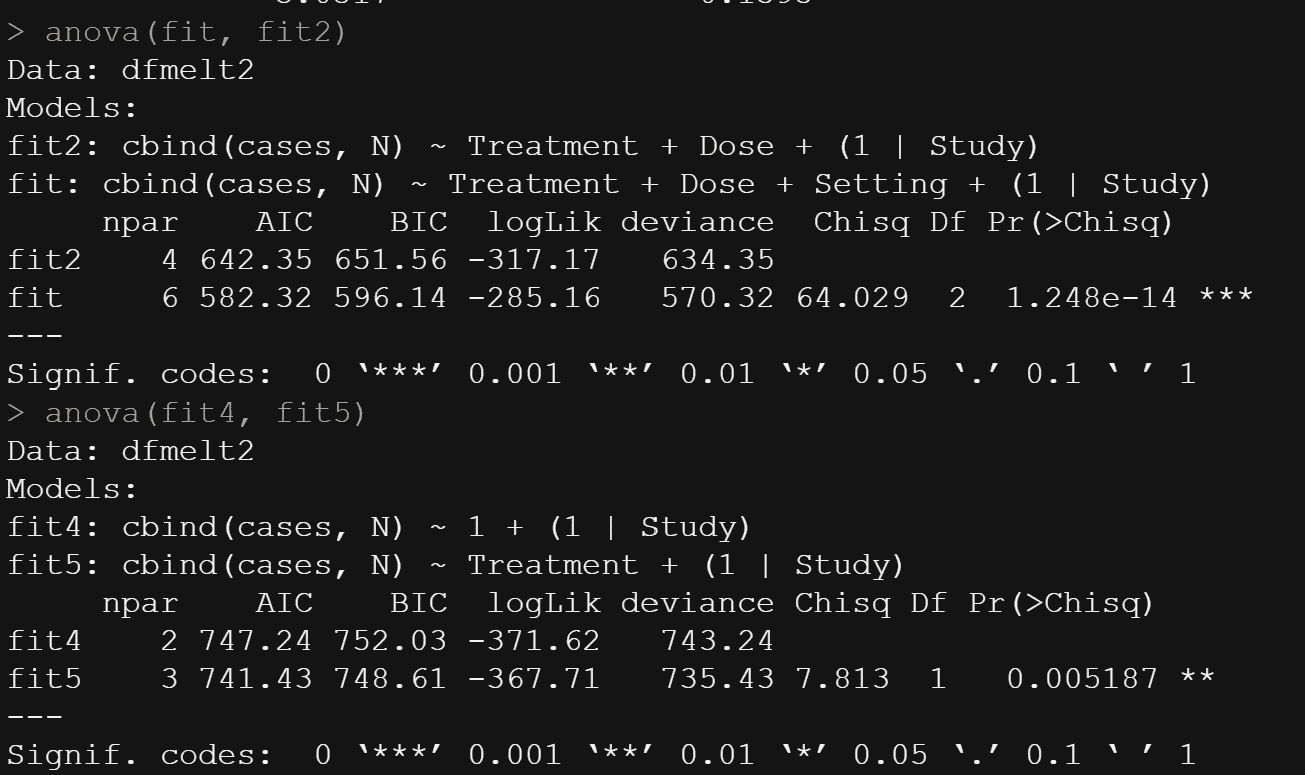 > anova(fit, fit2)
Data: dfmelt2
Models:
fit2: cbind(cases, N) ~ Treatment + Dose + (1 | Study)
fit: cbind(cases, N) ~ Treatment + Dose + Setting + (1 | Study)
     npar    AIC    BIC  logLik deviance  Chisq Df Pr(>Chisq)
fit2    4 642.35 651.56 -317.17   634.35
fit     6 582.32 596.14 -285.16   570.32 64.029  2  1.248e-14 ***
---
Signif. codes:  0 ‘***’ 0.001 ‘**’ 0.01 ‘*’ 0.05 ‘.’ 0.1 ‘ ’ 1
> anova(fit4, fit5)
Data: dfmelt2
Models:
fit4: cbind(cases, N) ~ 1 + (1 | Study)
fit5: cbind(cases, N) ~ Treatment + (1 | Study)
     npar    AIC    BIC  logLik deviance Chisq Df Pr(>Chisq)
fit4    2 747.24 752.03 -371.62   743.24
fit5    3 741.43 748.61 -367.71   735.43 7.813  1   0.005187 **
---
Signif. codes:  0 ‘***’ 0.001 ‘**’ 0.01 ‘*’ 0.05 ‘.’ 0.1 ‘ ’ 1